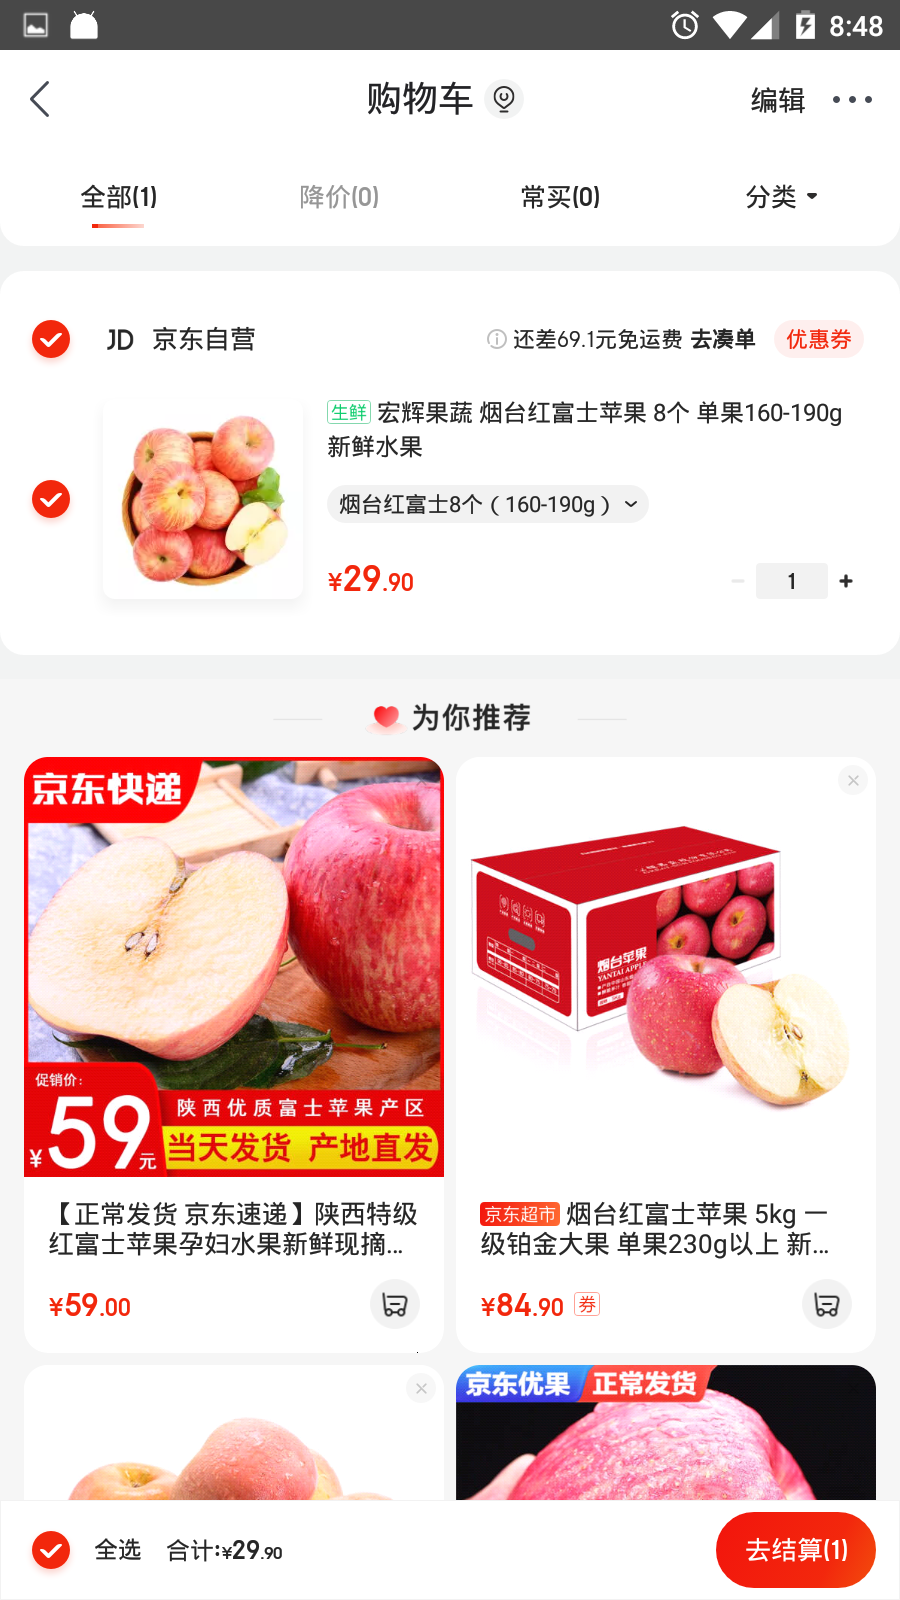 8:48
购物车
编辑
全部(1)
降价(0)
常买(0)
分类
JD 京东自营
还差69.1元免运费 去凑单
优惠券
生鲜 宏辉果蔬 烟台红富士苹果 8个 单果160-190g
新鲜水果
烟台红富士8个（160-190g）
¥29.90
1
为你推荐
京东快递
促销价:
¥59元
陕西优质富士苹果产区
当天发货 产地直发
【正常发货 京东速递】陕西特级
红富士苹果孕妇水果新鲜现摘...
¥59.00
烟台苹果
YANTAI APPLE
京东超市 烟台红富士苹果 5kg 一
级铂金大果 单果230g以上 新...
¥84.90 券
京东优果 正常发货
全选
合计:¥29.90
去结算(1)